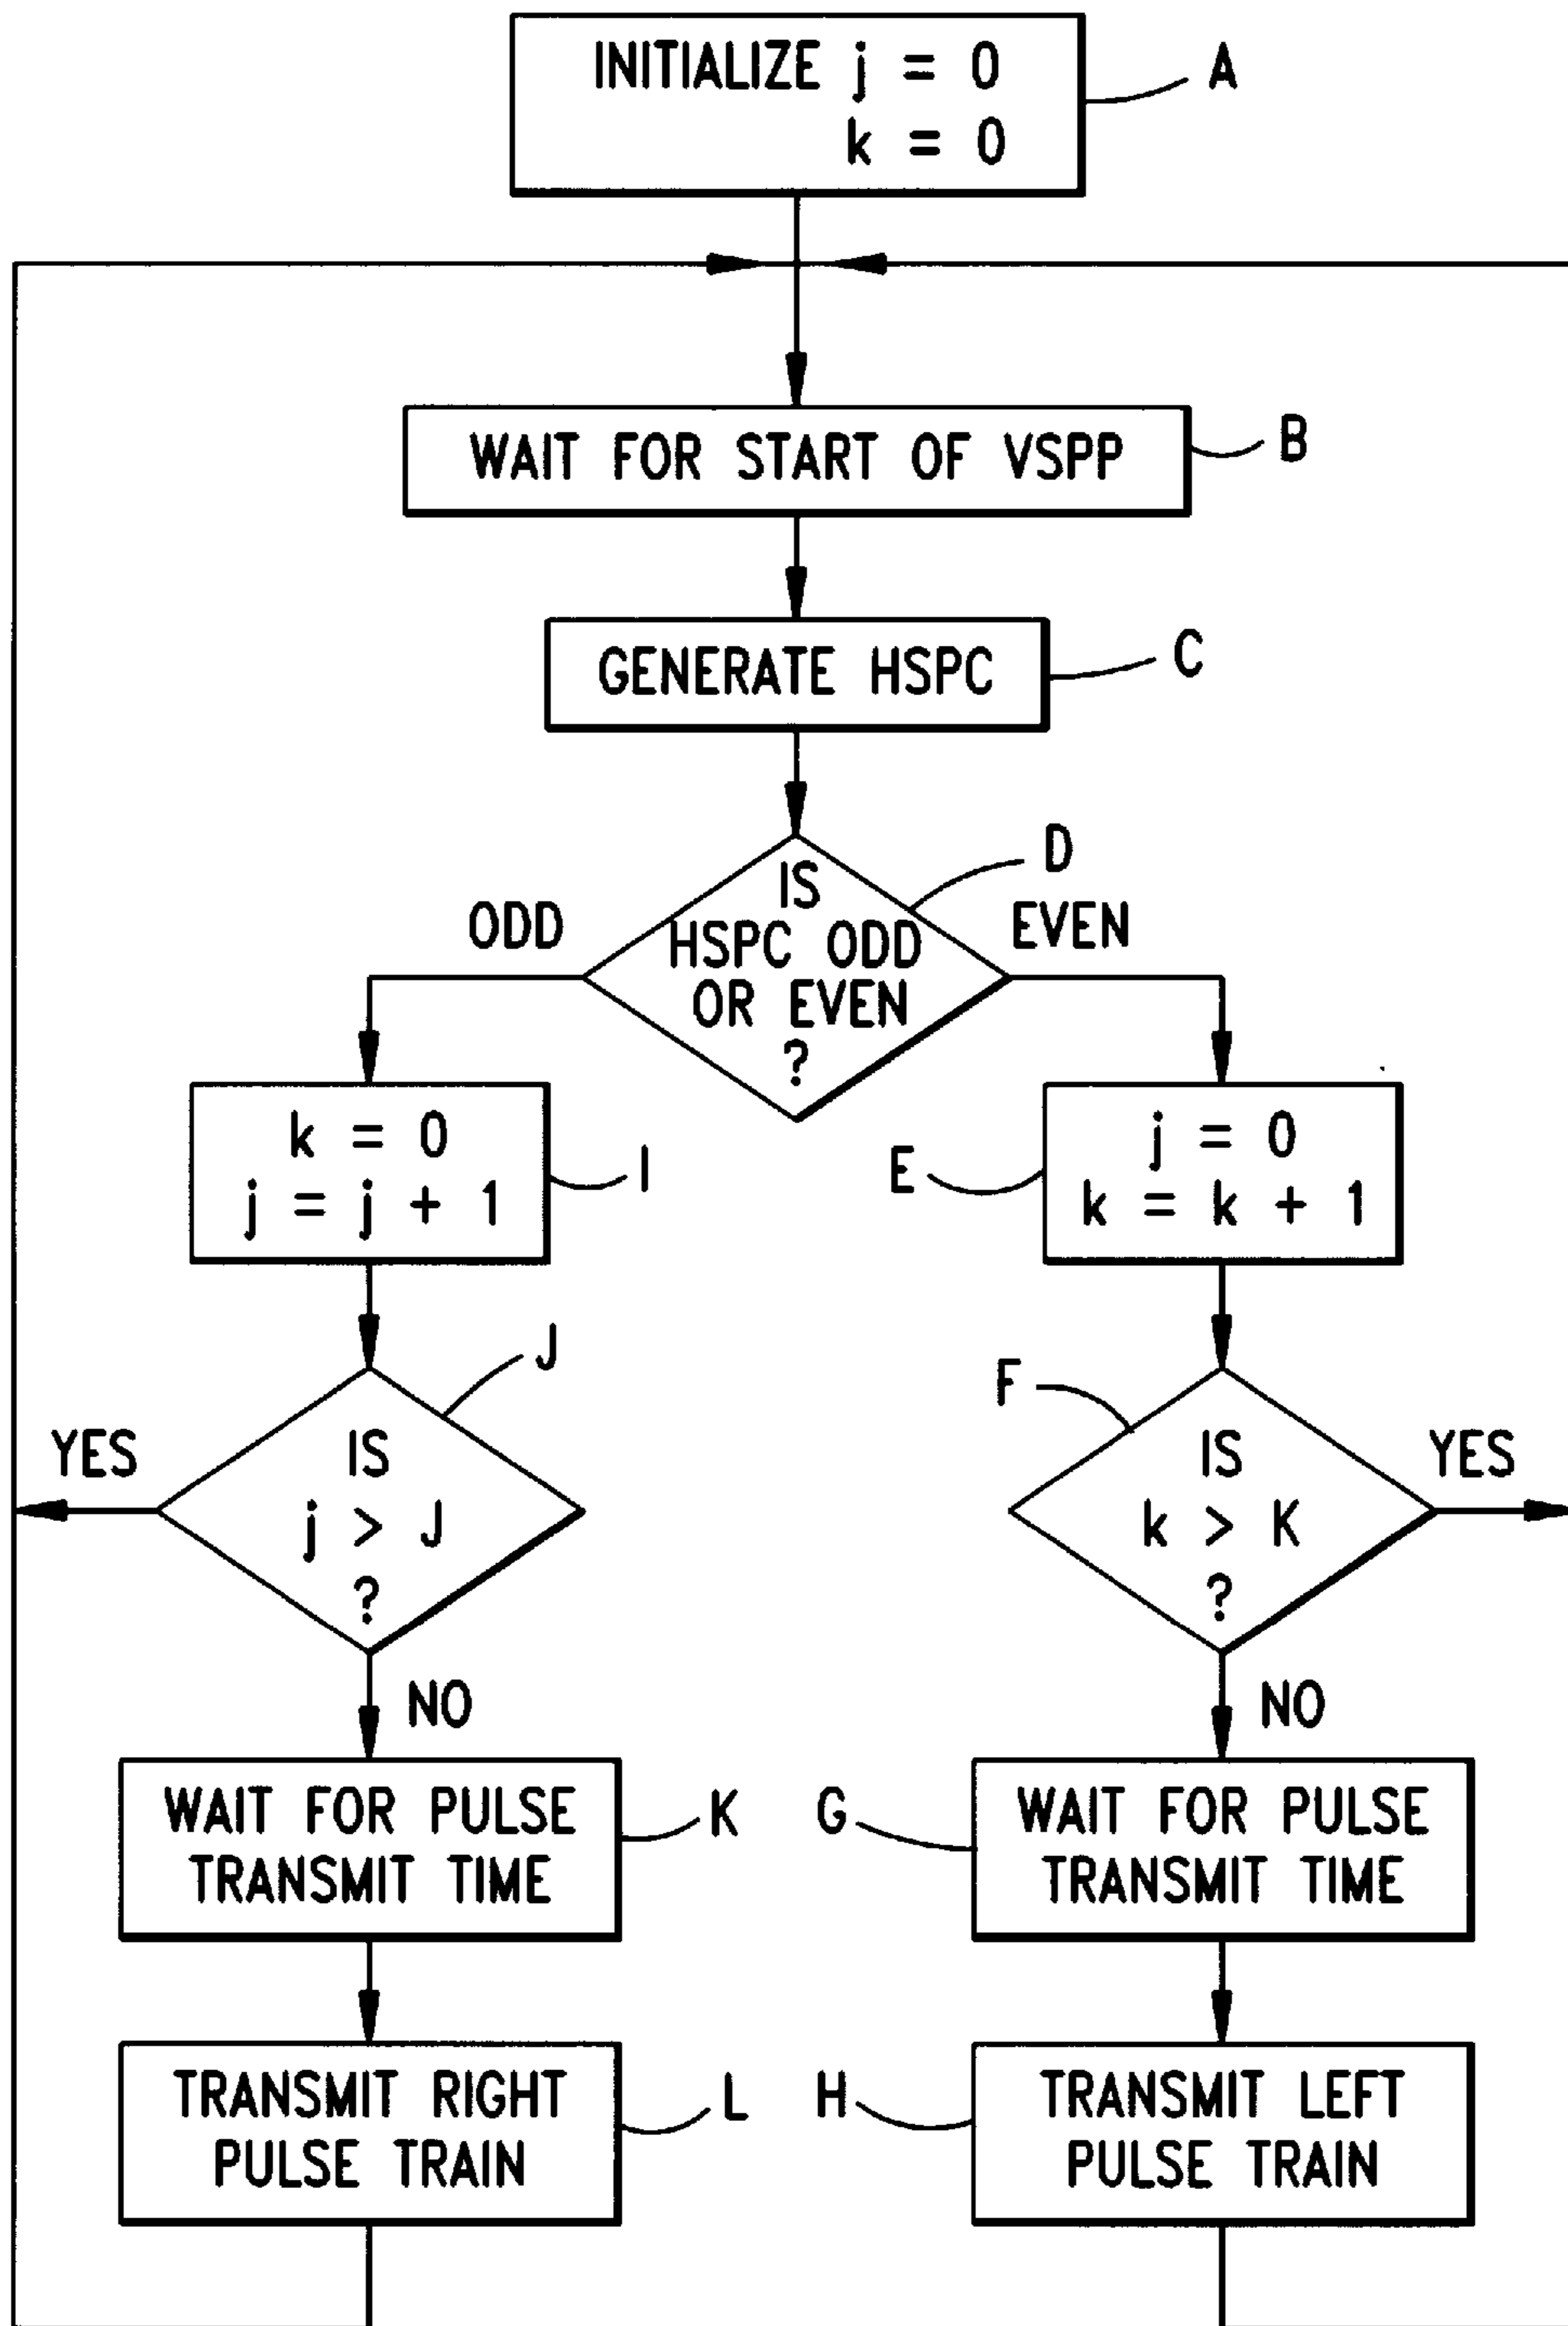 INITIALIZE j = 0
k = 0
A
WAIT FOR START OF VSPP
B
GENERATE HSPC
C
IS
HSPC ODD
OR EVEN
?
D
ODD
EVEN
k = 0
j = j + 1
I
E
j = 0
k = k + 1
J
F
YES
IS
j > J
?
IS
k > K
?
YES
NO
NO
WAIT FOR PULSE
TRANSMIT TIME
K
G
WAIT FOR PULSE
TRANSMIT TIME
TRANSMIT RIGHT
PULSE TRAIN
L
H
TRANSMIT LEFT
PULSE TRAIN